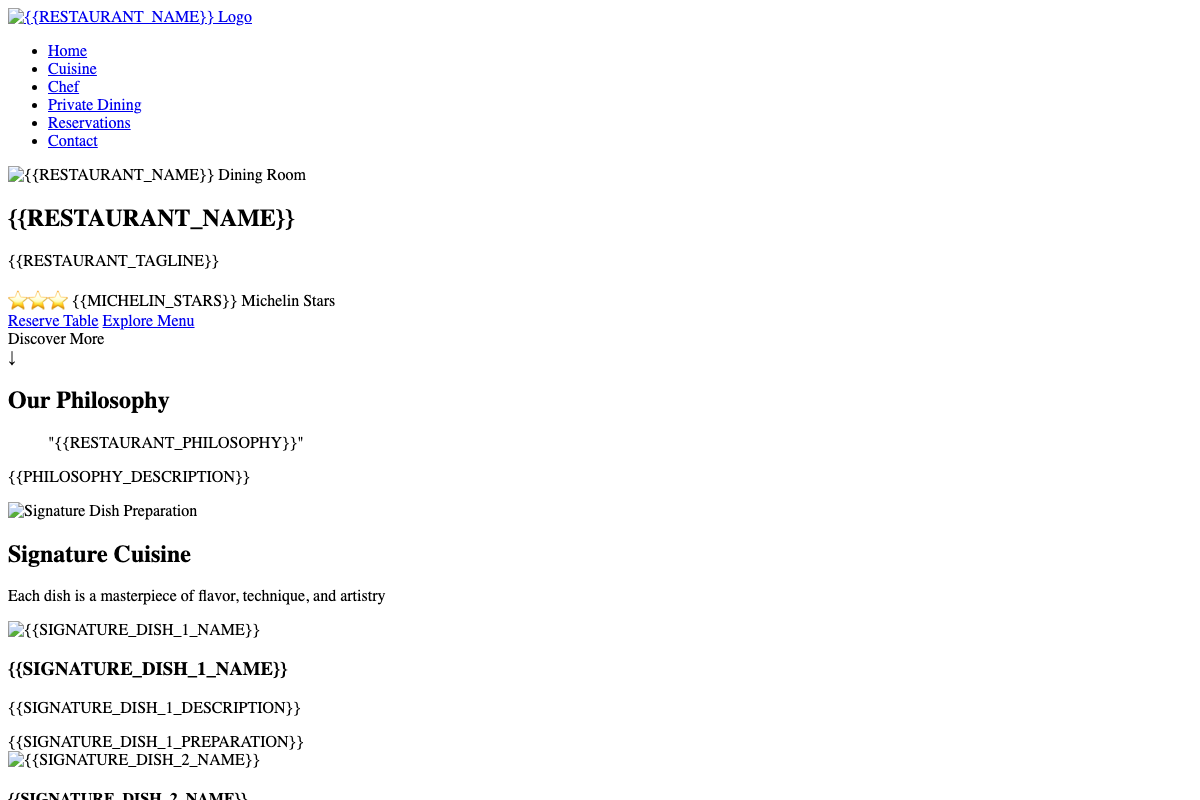 {{RESTAURANT_NAME}} Logo
Home
Cuisine
Chef
Private Dining
Reservations
Contact
{{RESTAURANT_NAME}} Dining Room
{{RESTAURANT_NAME}}
{{RESTAURANT_TAGLINE}}
⭐⭐⭐ {{MICHELIN_STARS}} Michelin Stars
Reserve Table Explore Menu
Discover More
↓
Our Philosophy
"{{RESTAURANT_PHILOSOPHY}}"
{{PHILOSOPHY_DESCRIPTION}}
Signature Dish Preparation
Signature Cuisine
Each dish is a masterpiece of flavor, technique, and artistry
{{SIGNATURE_DISH_1_NAME}}
{{SIGNATURE_DISH_1_NAME}}
{{SIGNATURE_DISH_1_DESCRIPTION}}
{{SIGNATURE_DISH_1_PREPARATION}}
{{SIGNATURE_DISH_2_NAME}}
{{SIGNATURE_DISH_2_NAME}}